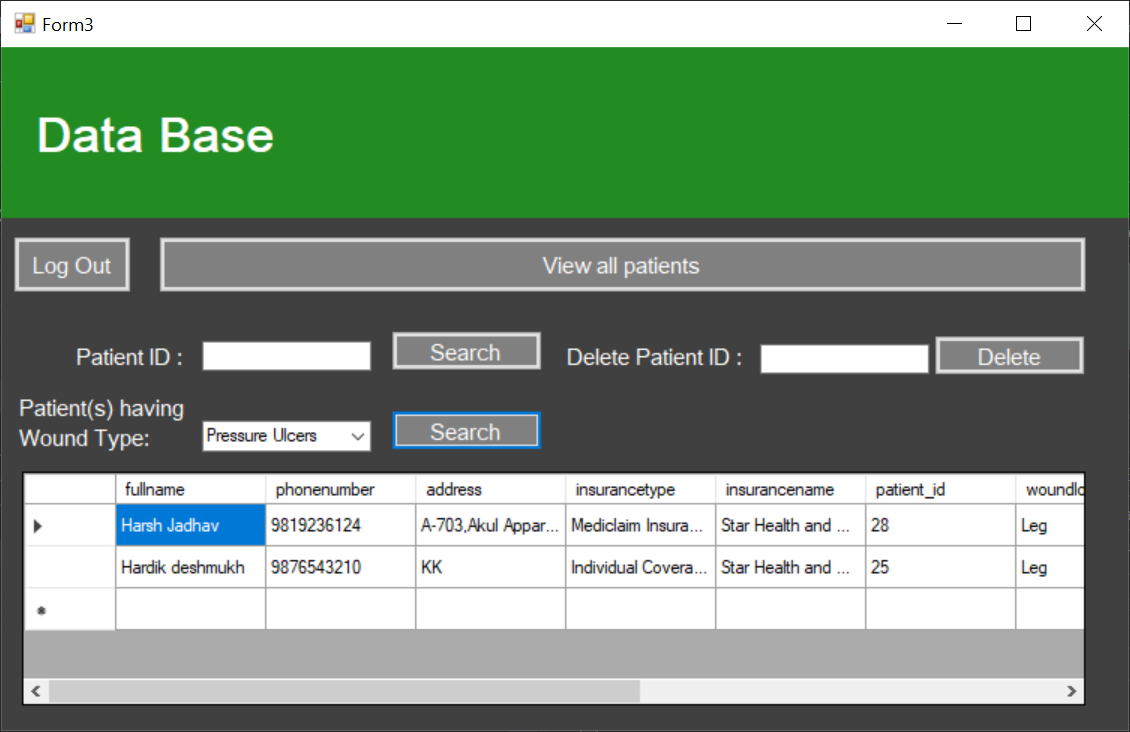 Form3
Data Base
Log Out View all patients
Patient ID : Search Delete Patient ID : Delete
Patient(s) having
Wound Type: Pressure Ulcers Search
fullname phonenumber address insurancetype insurancename patient_id woundlo
Harsh Jadhav 9819236124 A-703,Akul Appar... Mediclaim Insura... Star Health and ... 28 Leg
Hardik deshmukh 9876543210 KK Individual Covera... Star Health and ... 25 Leg